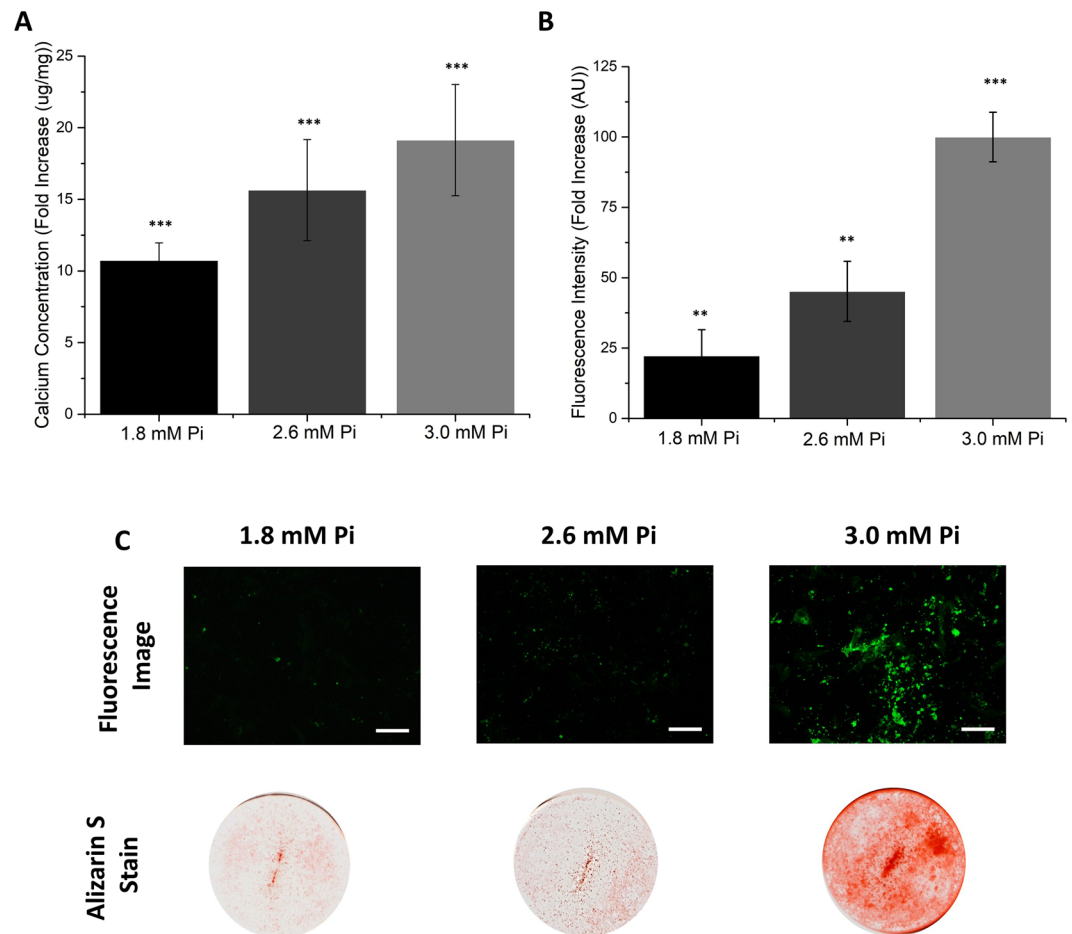 A
Calcium Concentration (Fold Increase (ug/mg))
25
20
15
10
5
0
***
***
***
1.8 mM Pi
2.6 mM Pi
3.0 mM Pi
B
Fluorescence Intensity (Fold Increase (AU))
125
100
75
50
25
0
**
**
***
1.8 mM Pi
2.6 mM Pi
3.0 mM Pi
C
1.8 mM Pi
2.6 mM Pi
3.0 mM Pi
Fluorescence
Image
Alizarin S
Stain